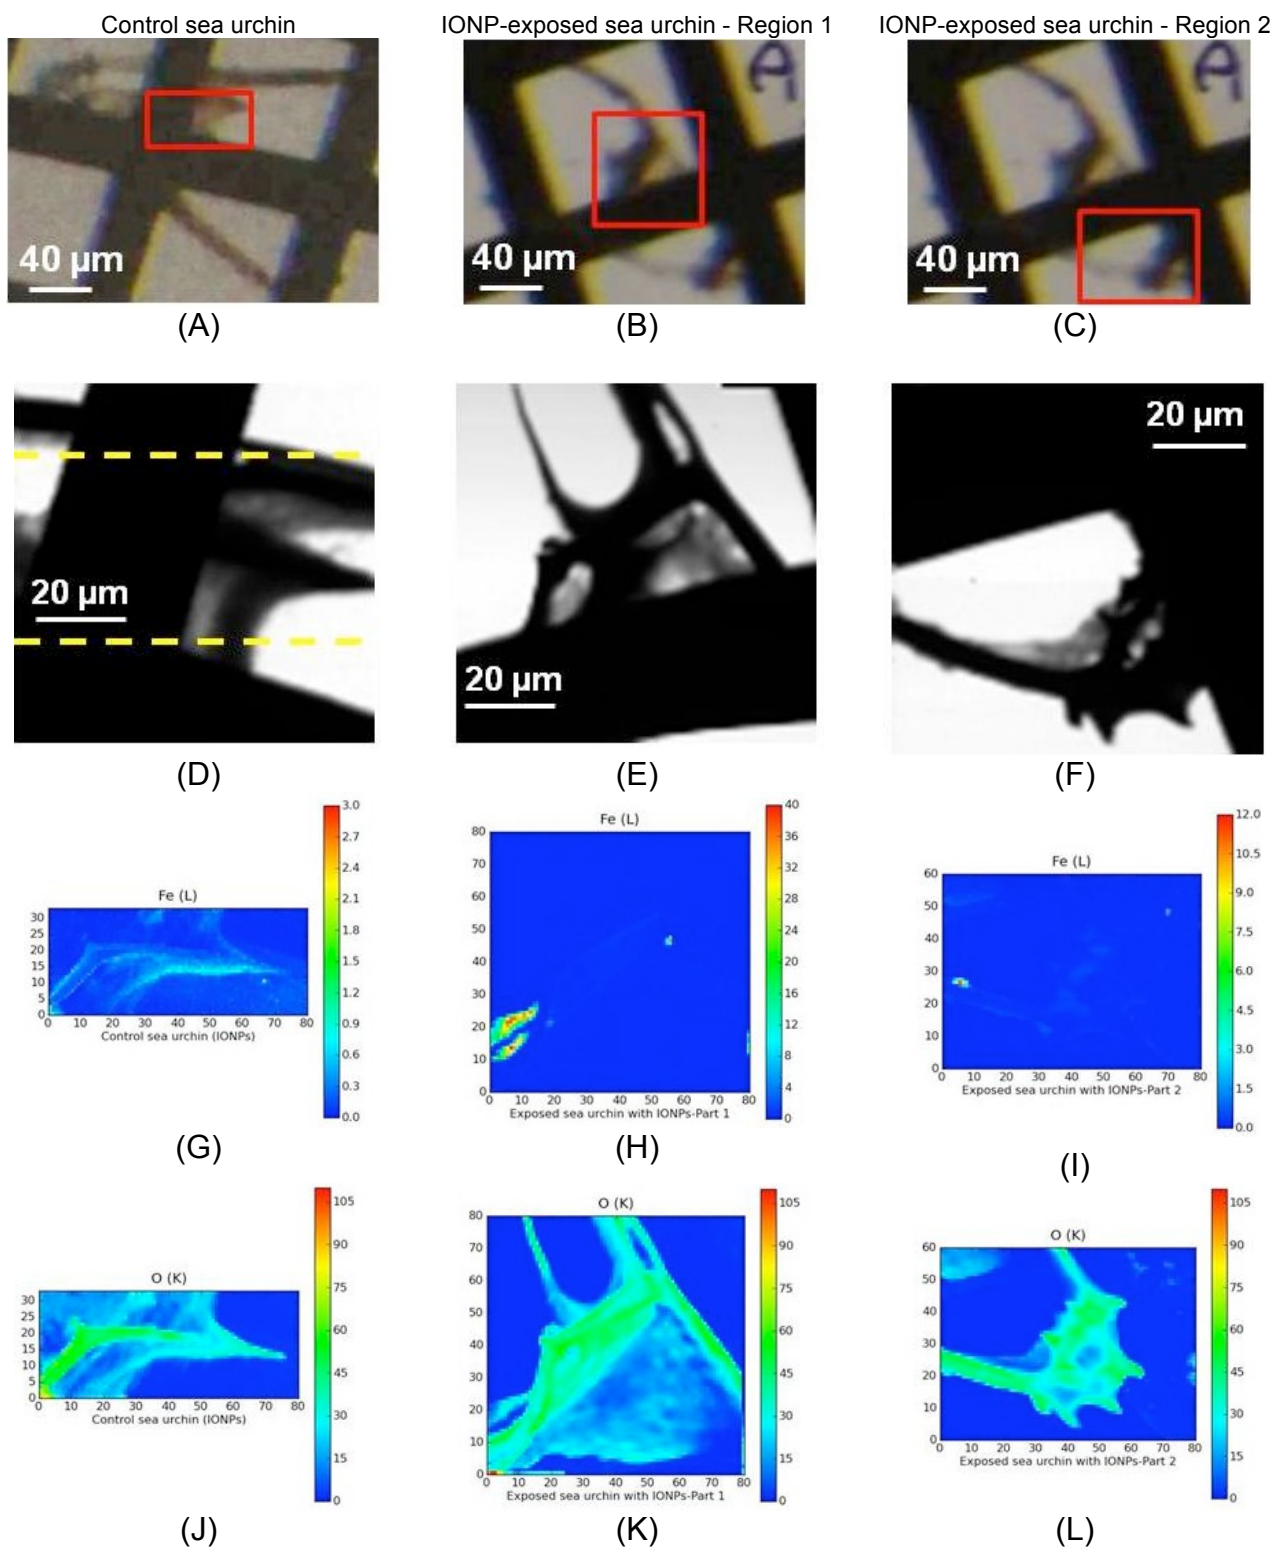 Control sea urchin
IONP-exposed sea urchin - Region 1
IONP-exposed sea urchin - Region 2
40 µm
40 µm
40 µm
(A)
(B)
(C)
20 µm
20 µm
20 µm
(D)
(E)
(F)
Fe (L)
3.0
2.7
2.4
2.1
1.8
1.5
1.2
0.9
0.6
0.3
0.0
30
25
20
15
10
5
0
0 10 20 30 40 50 60 70 80
Control sea urchin (IONPs)
Fe (L)
40
36
32
28
24
20
16
12
8
4
0
80
70
60
50
40
30
20
10
0
0 10 20 30 40 50 60 70 80
Exposed sea urchin with IONPs-Part 1
Fe (L)
12.0
10.5
9.0
7.5
6.0
4.5
3.0
1.5
0.0
60
50
40
30
20
10
0
0 10 20 30 40 50 60 70 80
Exposed sea urchin with IONPs-Part 2
(G)
(H)
(I)
O (K)
105
90
75
60
45
30
15
0
30
25
20
15
10
5
0
0 10 20 30 40 50 60 70 80
Control sea urchin (IONPs)
O (K)
105
90
75
60
45
30
15
0
80
70
60
50
40
30
20
10
0
0 10 20 30 40 50 60 70 80
Exposed sea urchin with IONPs-Part 1
O (K)
105
90
75
60
45
30
15
0
60
50
40
30
20
10
0
0 10 20 30 40 50 60 70 80
Exposed sea urchin with IONPs-Part 2
(J)
(K)
(L)